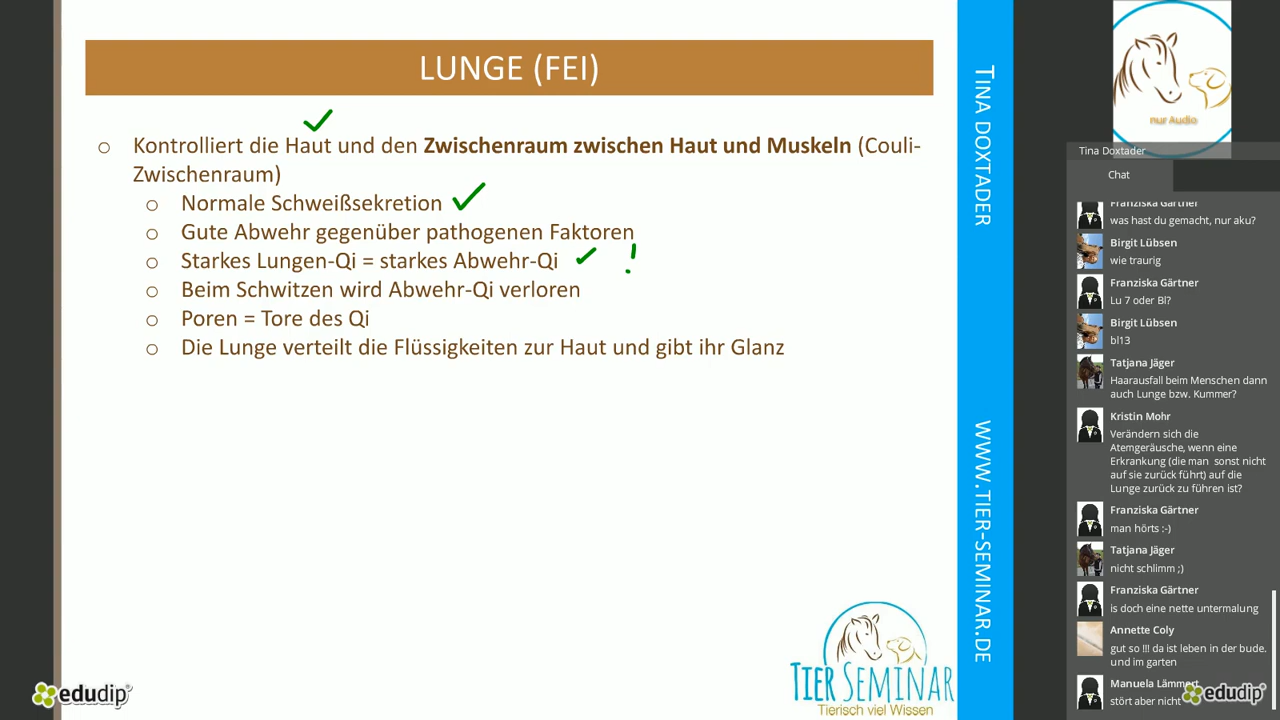 LUNGE (FEI)
Kontrolliert die Haut und den Zwischenraum zwischen Haut und Muskeln (Couli-
Zwischenraum)
Normale Schweißsekretion
Gute Abwehr gegenüber pathogenen Faktoren
Starkes Lungen-Qi = starkes Abwehr-Qi
!
Beim Schwitzen wird Abwehr-Qi verloren
Poren = Tore des Qi
Die Lunge verteilt die Flüssigkeiten zur Haut und gibt ihr Glanz
TINA DOXTADER
WWW.TIER-SEMINAR.DE
TIER SEMINAR
Tierisch viel Wissen
edudip
nur Audio
Tina Doxtader
Chat
Franziska Gärtner
was hast du gemacht, nur aku?
Birgit Lübsen
wie traurig
Franziska Gärtner
Lu 7 oder Bl?
Birgit Lübsen
bl13
Tatjana Jäger
Haarausfall beim Menschen dann
auch Lunge bzw. Kummer?
Kristin Mohr
Verändern sich die
Atemgeräusche, wenn eine
Erkrankung (die man sonst nicht
auf sie zurück führt) auf die
Lunge zurück zu führen ist?
Franziska Gärtner
man hörts :-)
Tatjana Jäger
nicht schlimm ;)
Franziska Gärtner
is doch eine nette untermalung
Annette Coly
gut so !!! da ist leben in der bude.
und im garten
Manuela Lämmert
stört aber nicht
edudip